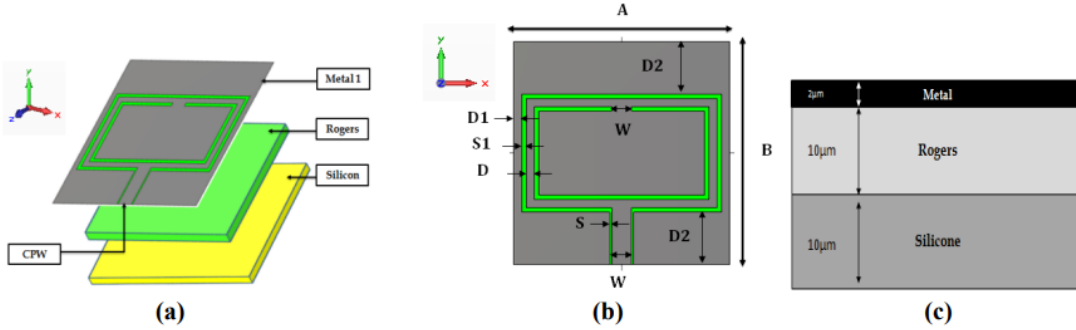 y
x
z
Metal 1
Rogers
Silicon
CPW
(a)
A
y
z
x
D2
D1
W
S1
D
B
S
D2
W
(b)
2µm
Metal
10µm
Rogers
10µm
Silicone
(c)